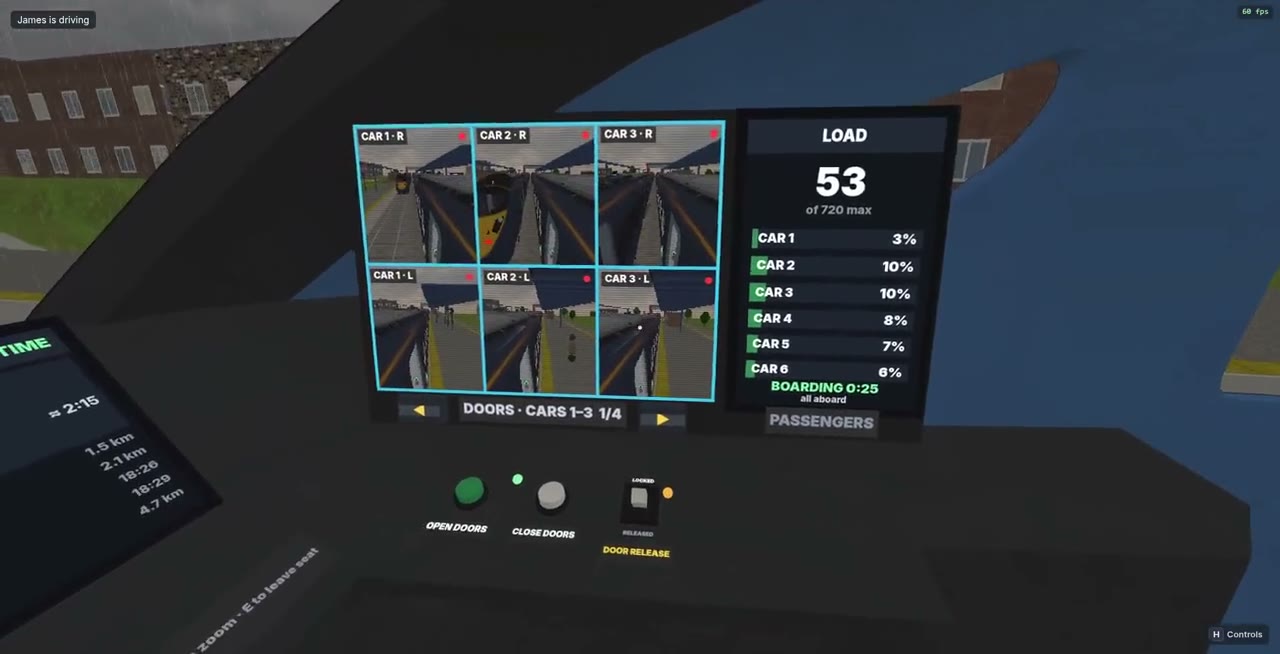 James is driving
60 fps
CAR 1 · R
CAR 2 · R
CAR 3 · R
CAR 1 · L
CAR 2 · L
CAR 3 · L
DOORS · CARS 1–3 1/4
LOAD
53
of 720 max
CAR 1 3%
CAR 2 10%
CAR 3 10%
CAR 4 8%
CAR 5 7%
CAR 6 6%
BOARDING 0:25
all aboard
PASSENGERS
TIME
≈ 2:15
1.5 km
2.1 km
18:26
18:29
4.7 km
OPEN DOORS
CLOSE DOORS
LOCKED
RELEASED
DOOR RELEASE
zoom · E to leave seat
H Controls